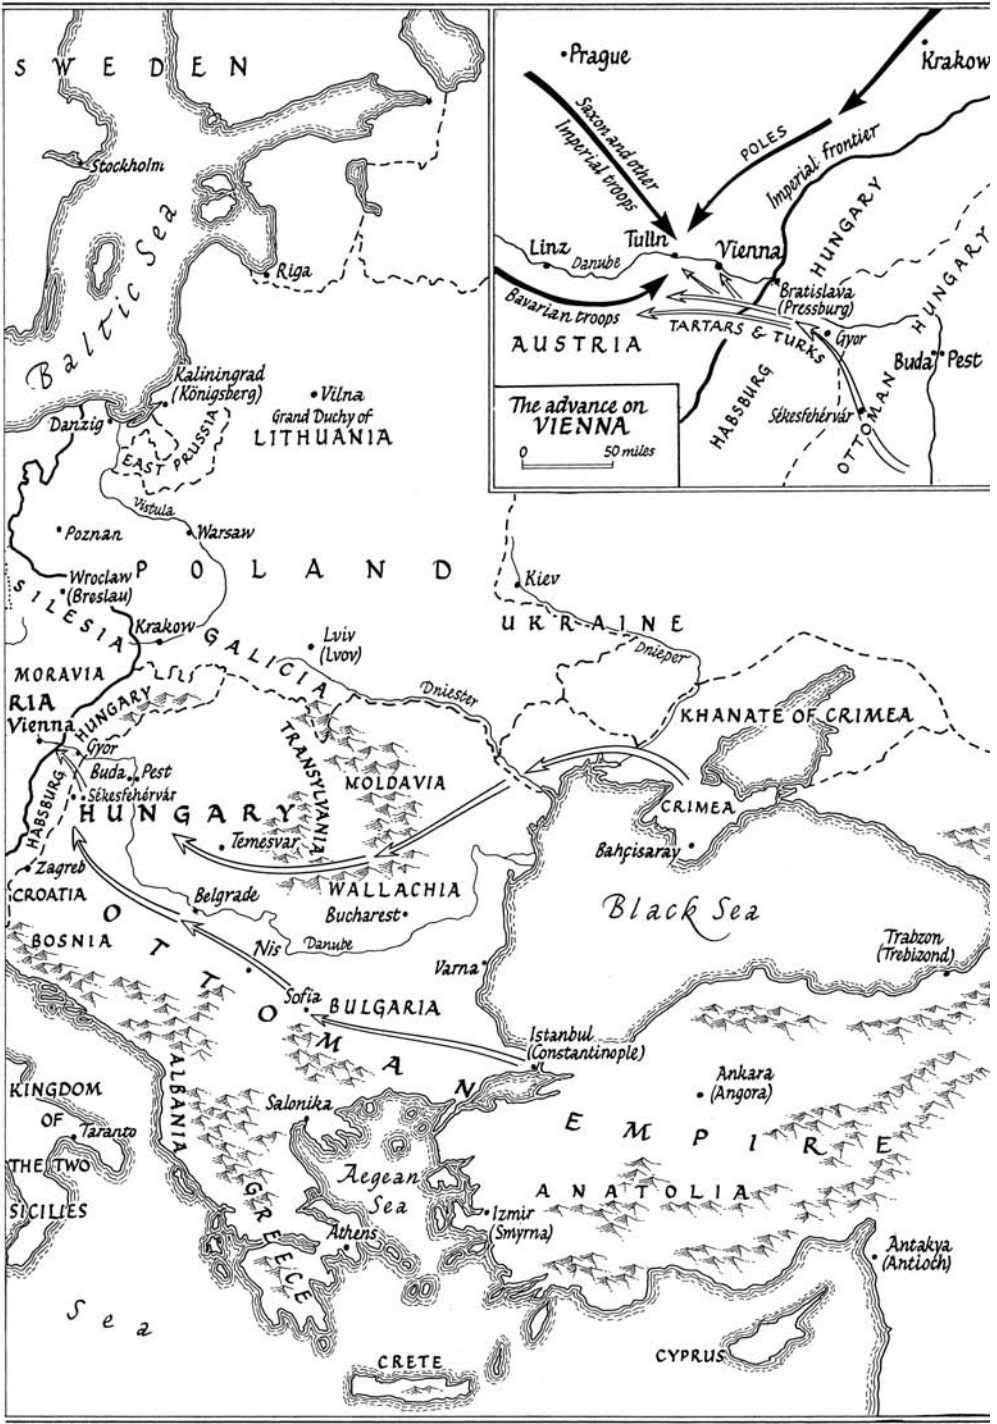 SWEDEN
Stockholm
Baltic Sea
Riga
Kaliningrad
(Königsberg)
Danzig
EAST PRUSSIA
Vilna
Grand Duchy of
LITHUANIA
Vistula
Poznan
Warsaw
POLAND
Wroclaw
(Breslau)
SILESIA
Krakow
GALICIA
Lviv
(Lvov)
Kiev
UKRAINE
Dnieper
Dniester
MORAVIA
RIA
Vienna
HUNGARY
Gyor
HABSBURG
Buda
Pest
Sékesfehérvár
HUNGARY
TRANSYLVANIA
MOLDAVIA
KHANATE OF CRIMEA
CRIMEA
Bahçisaray
Temesvar
Zagreb
CROATIA
WALLACHIA
Bucharest
Belgrade
BOSNIA
Danube
Nis
Black Sea
Varna
Trabzon
(Trebizond)
Sofia
BULGARIA
OTTOMAN
EMPIRE
Istanbul
(Constantinople)
Ankara
(Angora)
ALBANIA
KINGDOM
OF
Taranto
THE TWO
SICILIES
Salonika
Aegean
Sea
ANATOLIA
GREECE
Athens
Izmir
(Smyrna)
Antakya
(Antioch)
Sea
CRETE
CYPRUS
Prague
Krakow
Saxon and other
Imperial troops
POLES
Imperial frontier
Linz
Danube
Tulln
Vienna
HUNGARY
HUNGARY
Bratislava
(Pressburg)
Bavarian troops
TARTARS & TURKS
Gyor
AUSTRIA
Buda
Pest
HABSBURG
OTTOMAN
Sékesfehérvár
The advance on
VIENNA
0 50 miles